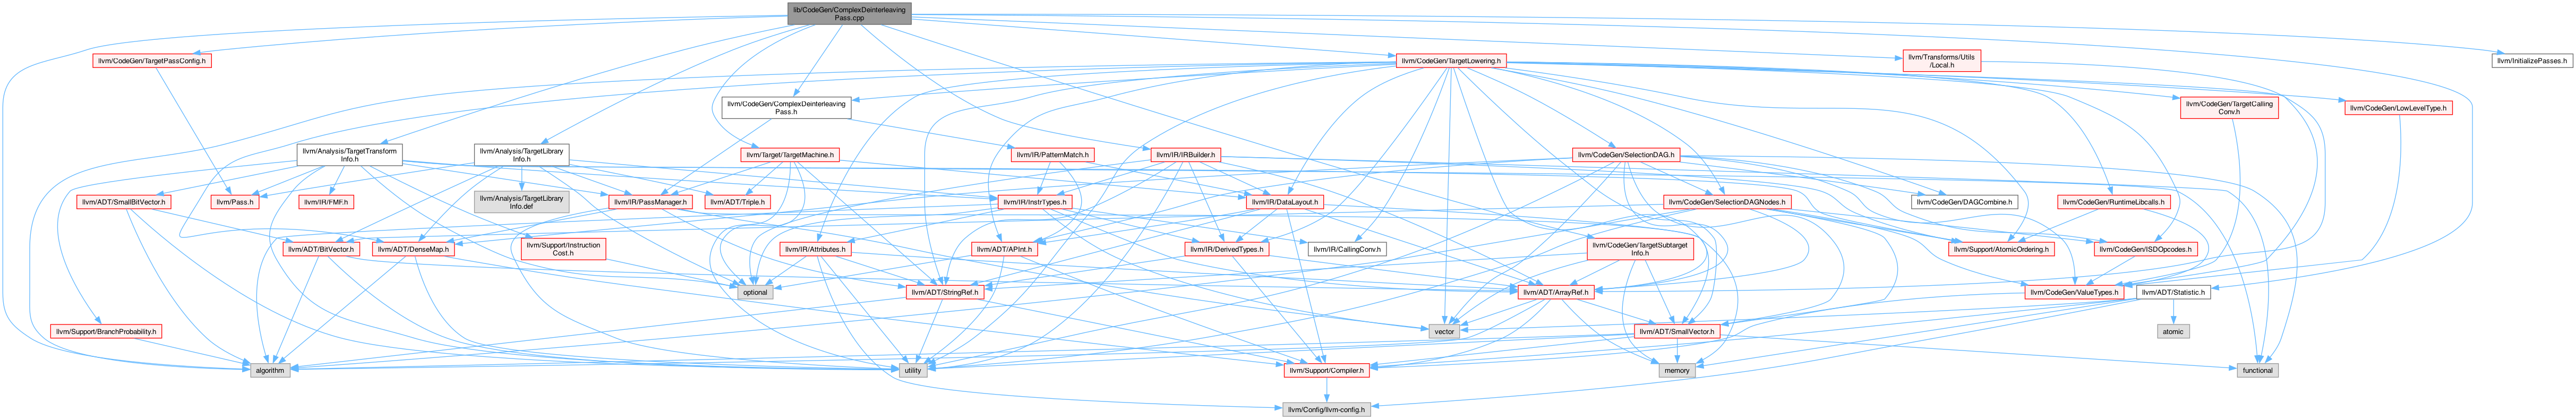 lib/CodeGen/ComplexDeinterleaving
Pass.cpp
llvm/CodeGen/TargetPassConfig.h
llvm/CodeGen/TargetLowering.h
llvm/Transforms/Utils
/Local.h
llvm/InitializePasses.h
llvm/CodeGen/ComplexDeinterleaving
Pass.h
llvm/CodeGen/TargetCalling
Conv.h
llvm/CodeGen/LowLevelType.h
llvm/Analysis/TargetTransform
Info.h
llvm/Analysis/TargetLibrary
Info.h
llvm/Target/TargetMachine.h
llvm/IR/PatternMatch.h
llvm/IR/IRBuilder.h
llvm/CodeGen/SelectionDAG.h
llvm/ADT/SmallBitVector.h
llvm/Pass.h
llvm/IR/FMF.h
llvm/Analysis/TargetLibrary
Info.def
llvm/IR/PassManager.h
llvm/ADT/Triple.h
llvm/IR/InstrTypes.h
llvm/IR/DataLayout.h
llvm/CodeGen/SelectionDAGNodes.h
llvm/CodeGen/DAGCombine.h
llvm/CodeGen/RuntimeLibcalls.h
llvm/ADT/BitVector.h
llvm/ADT/DenseMap.h
llvm/Support/Instruction
Cost.h
llvm/IR/Attributes.h
llvm/ADT/APInt.h
llvm/IR/DerivedTypes.h
llvm/IR/CallingConv.h
llvm/CodeGen/TargetSubtarget
Info.h
llvm/Support/AtomicOrdering.h
llvm/CodeGen/ISDOpcodes.h
optional
llvm/ADT/StringRef.h
llvm/ADT/ArrayRef.h
llvm/CodeGen/ValueTypes.h
llvm/ADT/Statistic.h
llvm/Support/BranchProbability.h
vector
llvm/ADT/SmallVector.h
atomic
algorithm
utility
llvm/Support/Compiler.h
memory
functional
llvm/Config/llvm-config.h